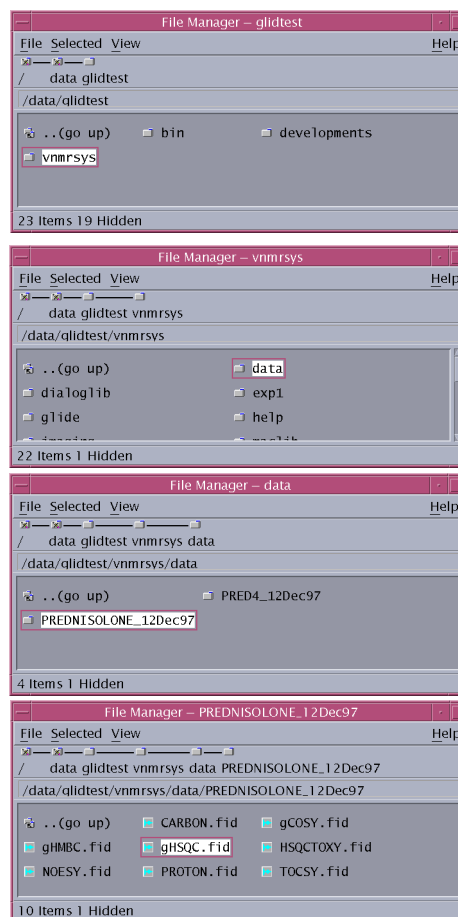 File Manager – glidtest
File Selected View Help
/ data glidtest
/data/glidtest
..(go up) bin developments
vnmrsys
23 Items 19 Hidden
File Manager – vnmrsys
File Selected View Help
/ data glidtest vnmrsys
/data/glidtest/vnmrsys
..(go up) data
dialoglib exp1
glide help
imaging maclib
22 Items 1 Hidden
File Manager – data
File Selected View Help
/ data glidtest vnmrsys data
/data/glidtest/vnmrsys/data
..(go up) PRED4_12Dec97
PREDNISOLONE_12Dec97
4 Items 1 Hidden
File Manager – PREDNISOLONE_12Dec97
File Selected View Help
/ data glidtest vnmrsys data PREDNISOLONE_12Dec97
/data/glidtest/vnmrsys/data/PREDNISOLONE_12Dec97
..(go up) CARBON.fid gCOSY.fid
gHMBC.fid gHSQC.fid HSQCTOXY.fid
NOESY.fid PROTON.fid TOCSY.fid
10 Items 1 Hidden